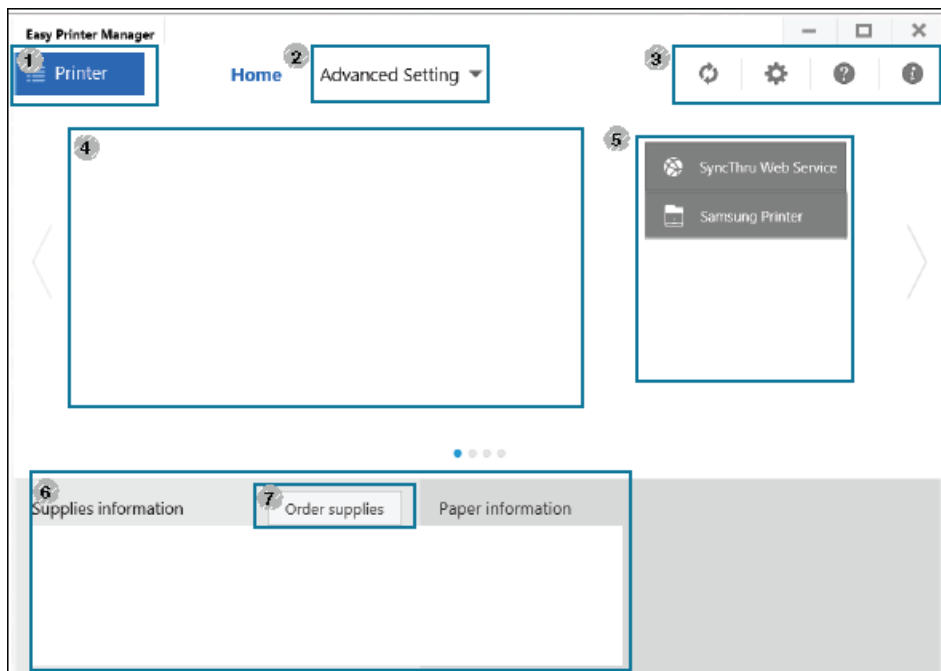 Easy Printer Manager
1 Printer
Home 2 Advanced Setting
3
4
5
SyncThru Web Service
Samsung Printer
6
Supplies information
7 Order supplies
Paper information